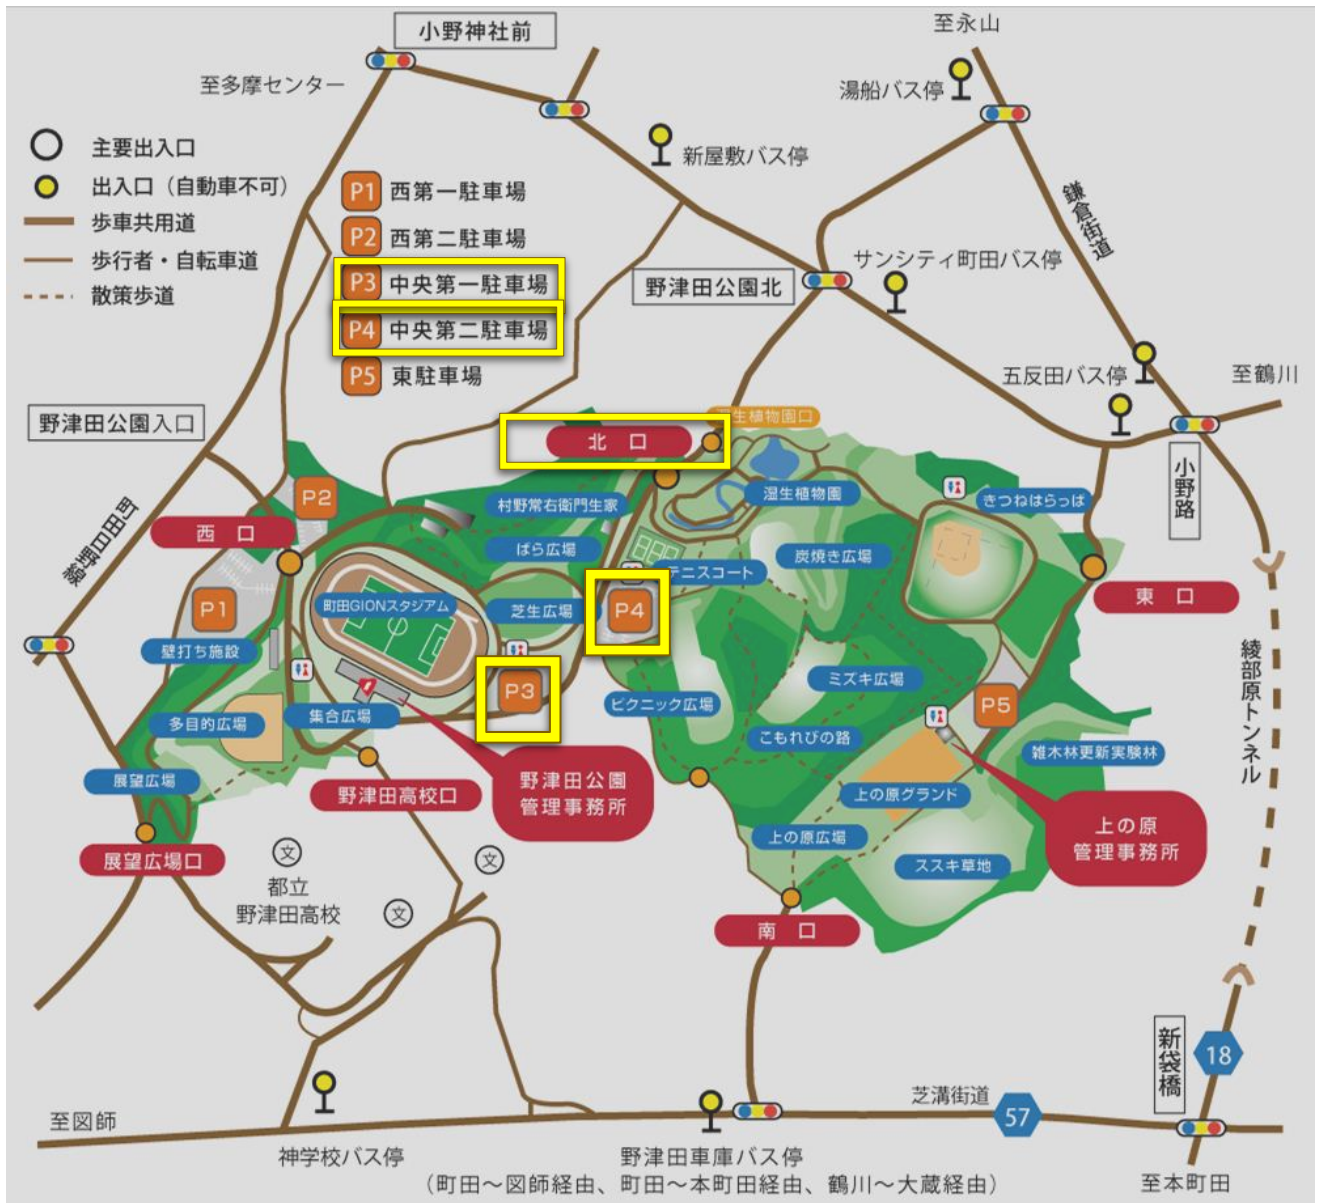 小野神社前
至永山
至多摩センター
湯船バス停
新屋敷バス停
主要出入口
出入口（自動車不可）
歩車共用道
歩行者・自転車道
散策歩道
P1 西第一駐車場
P2 西第二駐車場
P3 中央第一駐車場
P4 中央第二駐車場
P5 東駐車場
鎌倉街道
サンシティ町田バス停
野津田公園北
五反田バス停
至鶴川
野津田公園入口
湿生植物園口
北口
小野路
町田日野線
西口
P2
村野常右衛門生家
湿生植物園
きつねはらっぱ
ばら広場
炭焼き広場
テニスコート
東口
P1
町田GIONスタジアム
芝生広場
P4
壁打ち施設
綾部原トンネル
ミズキ広場
P3
ピクニック広場
P5
多目的広場
集合広場
こもれびの路
雑木林更新実験林
展望広場
野津田高校口
野津田公園
管理事務所
上の原グランド
上の原広場
上の原
管理事務所
展望広場口
ススキ草地
文
文
文
都立
野津田高校
南口
新袋橋
18
芝溝街道
57
至図師
神学校バス停
野津田車庫バス停
（町田～図師経由、町田～本町田経由、鶴川～大蔵経由）
至本町田